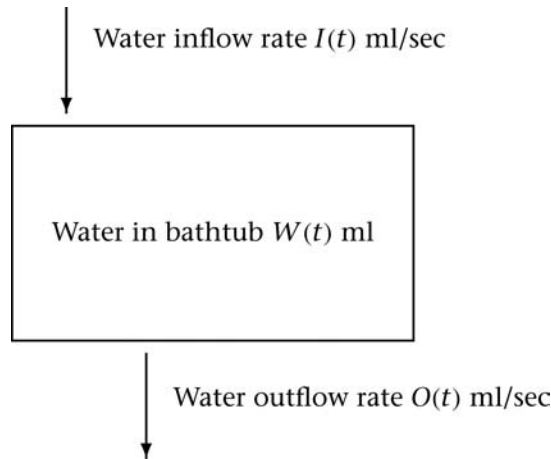 Water inflow rate I(t) ml/sec
Water in bathtub W(t) ml
Water outflow rate O(t) ml/sec